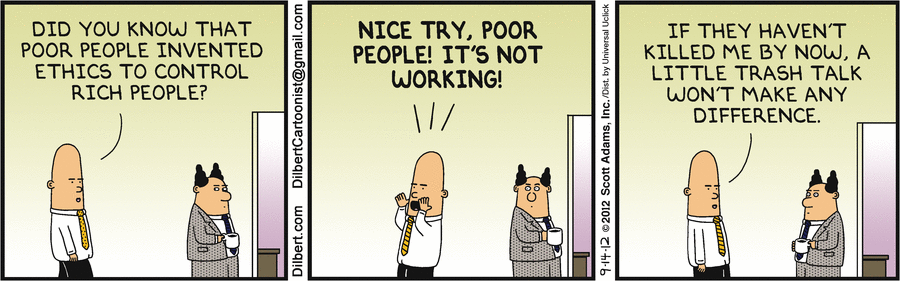 DID YOU KNOW THAT
POOR PEOPLE INVENTED
ETHICS TO CONTROL
RICH PEOPLE?
Dilbert.com DilbertCartoonist@gmail.com
NICE TRY, POOR
PEOPLE! IT'S NOT
WORKING!
9-14-12 © 2012 Scott Adams, Inc. /Dist. by Universal Uclick
IF THEY HAVEN'T
KILLED ME BY NOW, A
LITTLE TRASH TALK
WON'T MAKE ANY
DIFFERENCE.